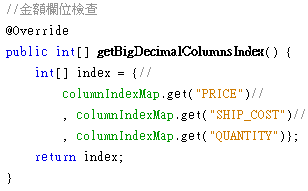 //金額欄位檢查
@Override
public int[] getBigDecimalColumnsIndex() {
int[] index = {//
ColumnIndexMap.get("PRICE")//
, ColumnIndexMap.get("SHIP_COST")//
, ColumnIndexMap.get("QUANTITY")};
return index;
}